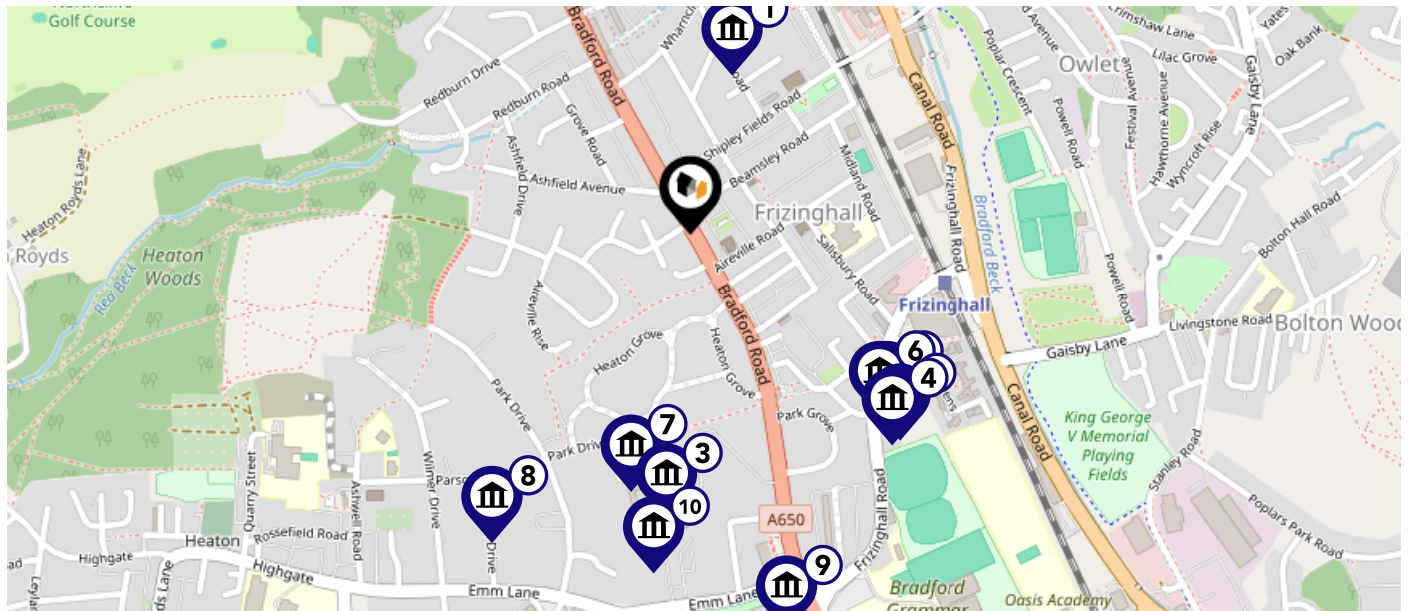 Golf Course
Bradford Road
1
Canal Road
Poplar Crescent
Crimshaw Lane
Yates
Oak Bank
Lilac Grove
Owlet
Gaisby Lane
Redburn Drive
Redburn Road
Grove Road
Shipley Fields Road
Beamsley Road
Midland Road
Powell Road
Festival Avenue
Hawthorne Avenue
Wyncroft Rise
Ashfield Drive
Ashfield Avenue
Heaton Royds Lane
Royds
Heaton
Woods
Red Beck
Frizinghall
Aireville Road
Salisbury Road
Frizinghall Road
Bradford Beck
Bolton Hall Road
Powell Road
Frizinghall
Aireville Rise
Bradford Road
Heaton Grove
Heaton Grove
Livingstone Road
Gaisby Lane
6
4
Park Drive
Park Grove
Canal Road
King George
V Memorial
Playing
Fields
7
3
Park Drive
8
10
Quarry Street
Ashwell Road
Wilmer Drive
Stanley Road
A650
Frizinghall Road
Poplars Park Road
Heaton
Rossefield Road
Highgate
Highgate
Drive
Emm Lane
Emm Lane
9
Bradford
Grammar
Oasis Academy